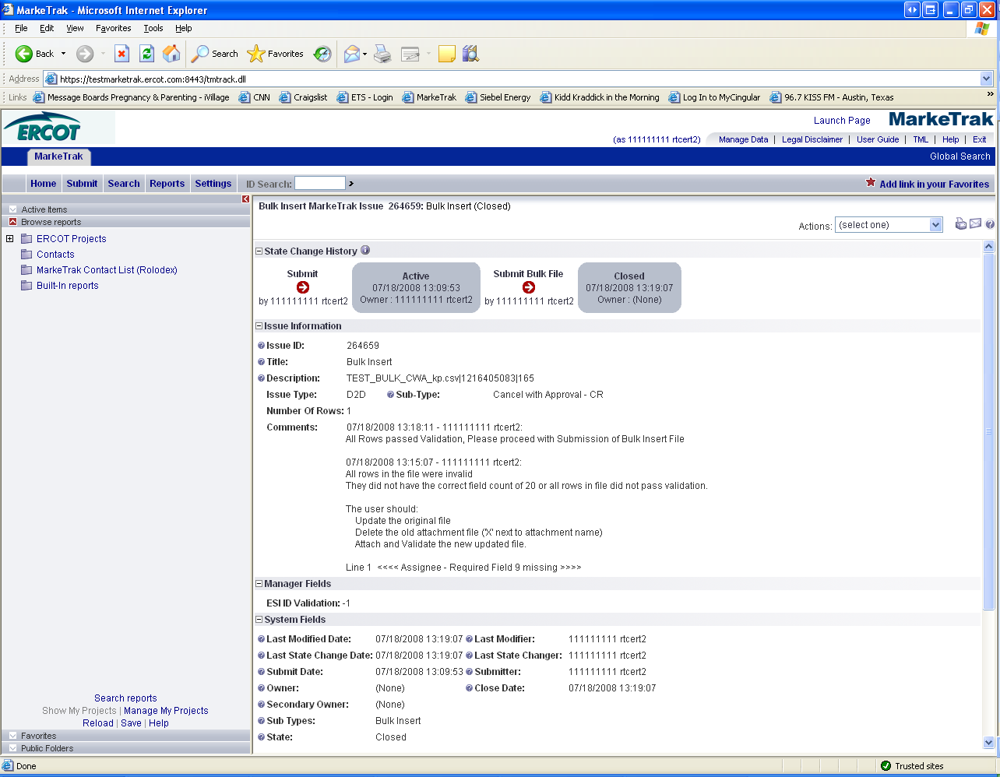 MarkeTrak - Microsoft Internet Explorer
File Edit View Favorites Tools Help
Back Search Favorites
Address https://testmarketrak.ercot.com:8443/tmtrack.dll
Links Message Boards Pregnancy & Parenting - iVillage CNN Craigslist ETS - Login MarkeTrak Siebel Energy Kidd Kraddick in the Morning Log In to MyCingular 96.7 KISS FM - Austin, Texas »
ERCOT
Launch Page MarkeTrak
(as 111111111 rtcert2) Manage Data | Legal Disclaimer | User Guide | TML | Help | Exit
MarkeTrak Global Search
Home Submit Search Reports Settings ID Search: Add link in your Favorites
Active Items
Browse reports
ERCOT Projects
Contacts
MarkeTrak Contact List (Rolodex)
Built-In reports
Search reports
Show My Projects | Manage My Projects
Reload | Save | Help
Favorites
Public Folders
Bulk Insert MarkeTrak Issue 264659: Bulk Insert (Closed)
Actions: (select one)
State Change History
Submit
by 111111111 rtcert2
Active
07/18/2008 13:09:53
Owner : 111111111 rtcert2
Submit Bulk File
by 111111111 rtcert2
Closed
07/18/2008 13:19:07
Owner : (None)
Issue Information
Issue ID: 264659
Title: Bulk Insert
Description: TEST_BULK_CWA_kp.csv|1216405083|165
Issue Type: D2D Sub-Type: Cancel with Approval - CR
Number Of Rows: 1
Comments: 07/18/2008 13:18:11 - 111111111 rtcert2:
All Rows passed Validation, Please proceed with Submission of Bulk Insert File
07/18/2008 13:15:07 - 111111111 rtcert2:
All rows in the file were invalid
They did not have the correct field count of 20 or all rows in file did not pass validation.
The user should:
Update the original file
Delete the old attachment file ('X' next to attachment name)
Attach and Validate the new updated file.
Line 1 <<<< Assignee - Required Field 9 missing >>>>
Manager Fields
ESI ID Validation: -1
System Fields
Last Modified Date: 07/18/2008 13:19:07 Last Modifier: 111111111 rtcert2
Last State Change Date: 07/18/2008 13:19:07 Last State Changer: 111111111 rtcert2
Submit Date: 07/18/2008 13:09:53 Submitter: 111111111 rtcert2
Owner: (None) Close Date: 07/18/2008 13:19:07
Secondary Owner: (None)
Sub Types: Bulk Insert
State: Closed
Done Trusted sites